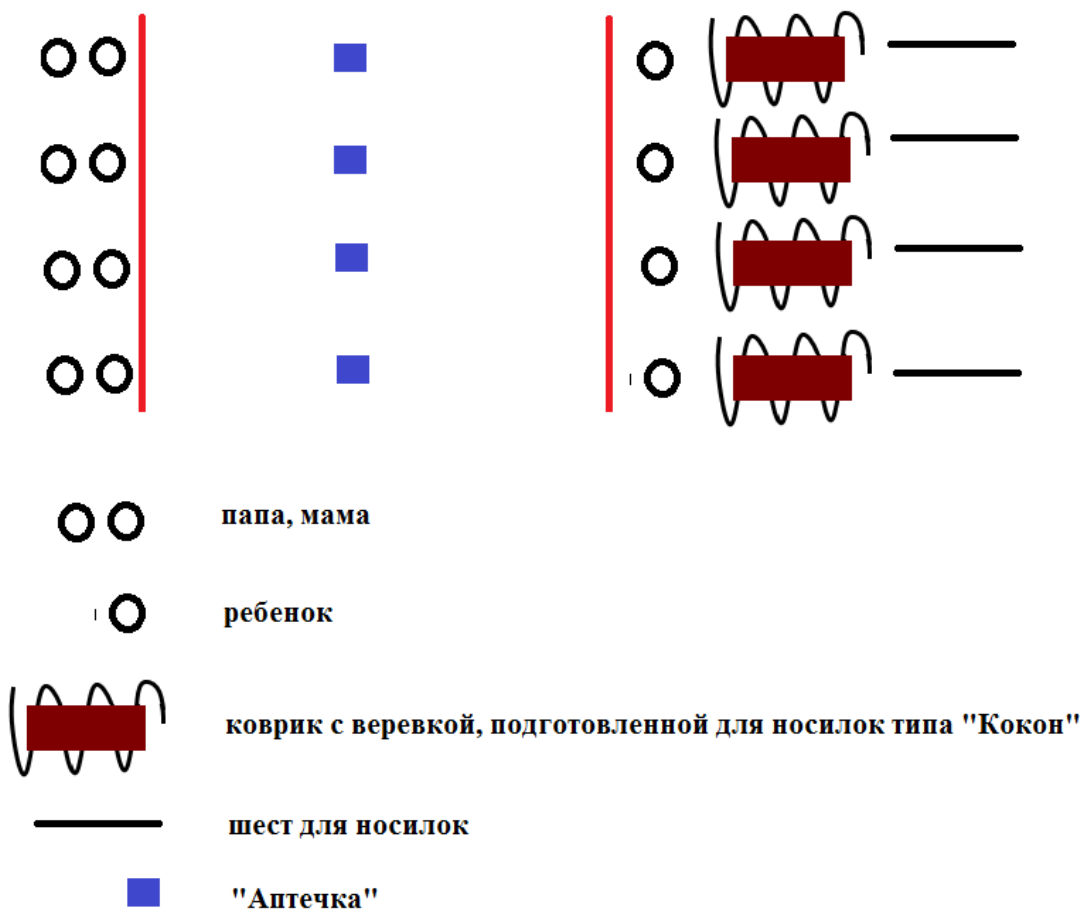 папа, мама
ребенок
коврик с веревкой, подготовленной для носилок типа "Кокон"
шест для носилок
"Аптечка"